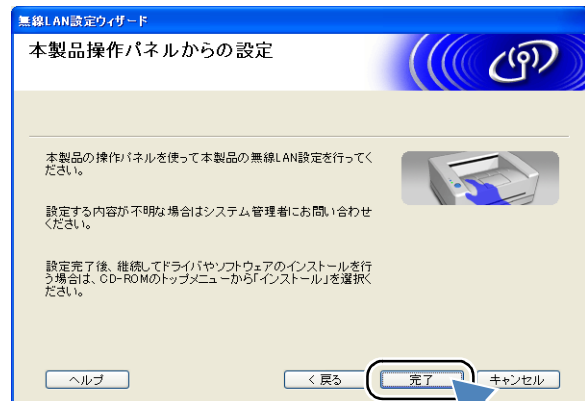 無線LAN設定ウィザード
本製品操作パネルからの設定
本製品の操作パネルを使って本製品の無線LAN設定を行ってく
ださい。
設定する内容が不明な場合はシステム管理者にお問い合わせ
ください。
設定完了後、継続してドライバやソフトウェアのインストールを行
う場合は、CD-ROMのトップメニューから「インストール」を選択く
ださい。
ヘルプ
< 戻る
完了
キャンセル